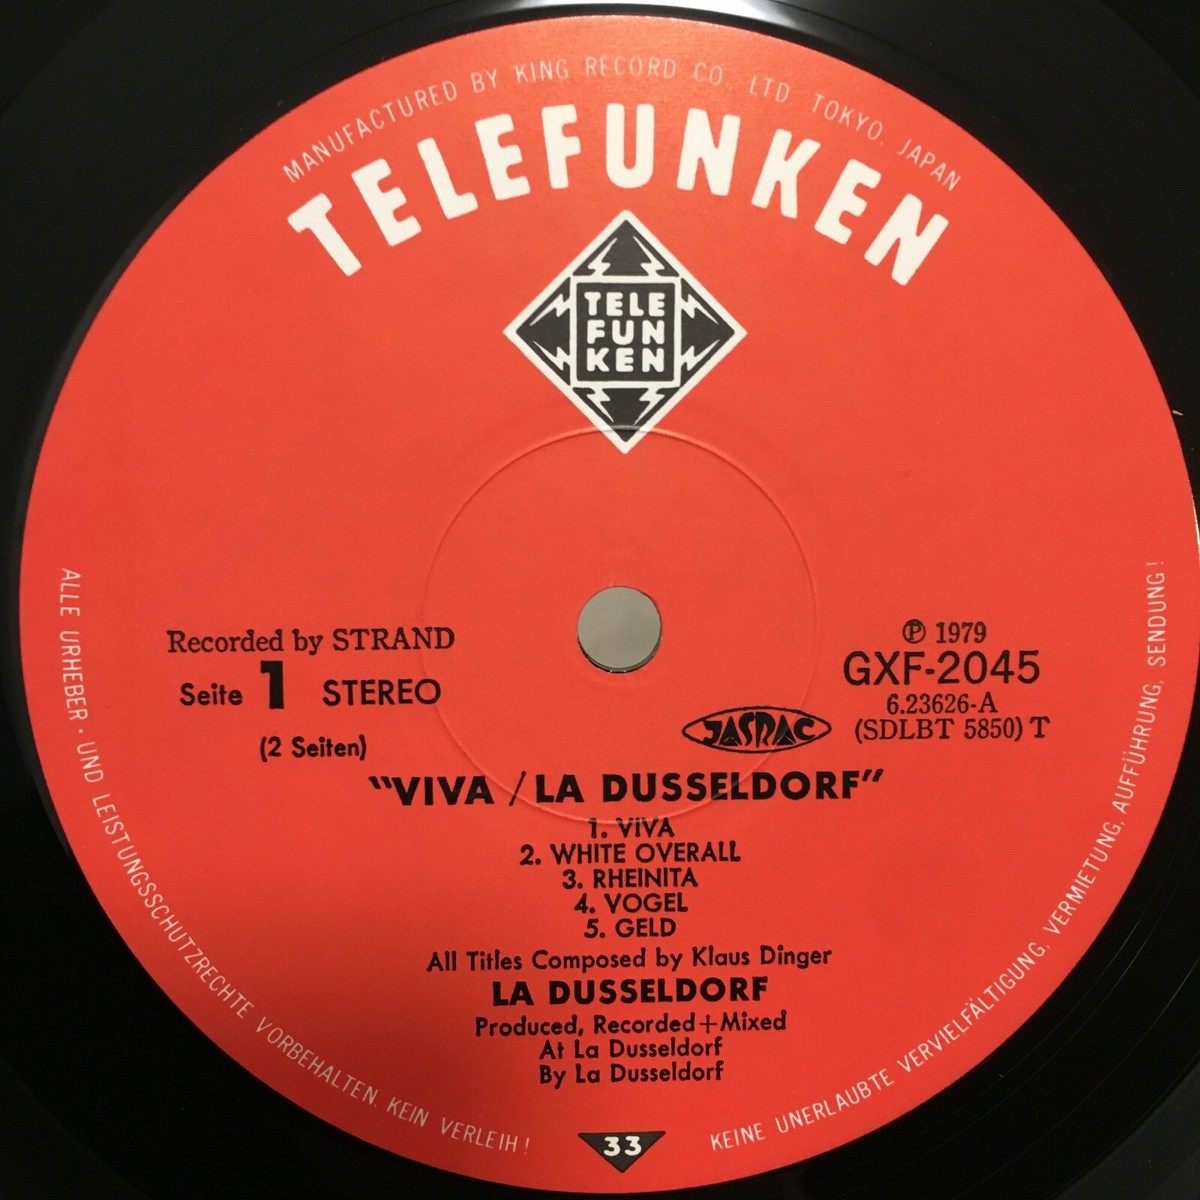 MANUFACTURED BY KING RECORD CO., LTD. TOKYO, JAPAN
TELEFUNKEN
TELE
FUN
KEN
Recorded by STRAND
Seite 1 STEREO
(2 Seiten)
℗ 1979
GXF-2045
6.23626-A
(SDLBT 5850) T
JASRAC
"VIVA / LA DUSSELDORF"
1. VIVA
2. WHITE OVERALL
3. RHEINITA
4. VOGEL
5. GELD
All Titles Composed by Klaus Dinger
LA DUSSELDORF
Produced, Recorded+Mixed
At La Dusseldorf
By La Dusseldorf
ALLE URHEBER- UND LEISTUNGSSCHUTZRECHTE VORBEHALTEN. KEIN VERLEIH!
33
KEINE UNERLAUBTE VERVIELFÄLTIGUNG, VERMIETUNG, AUFFÜHRUNG, SENDUNG!